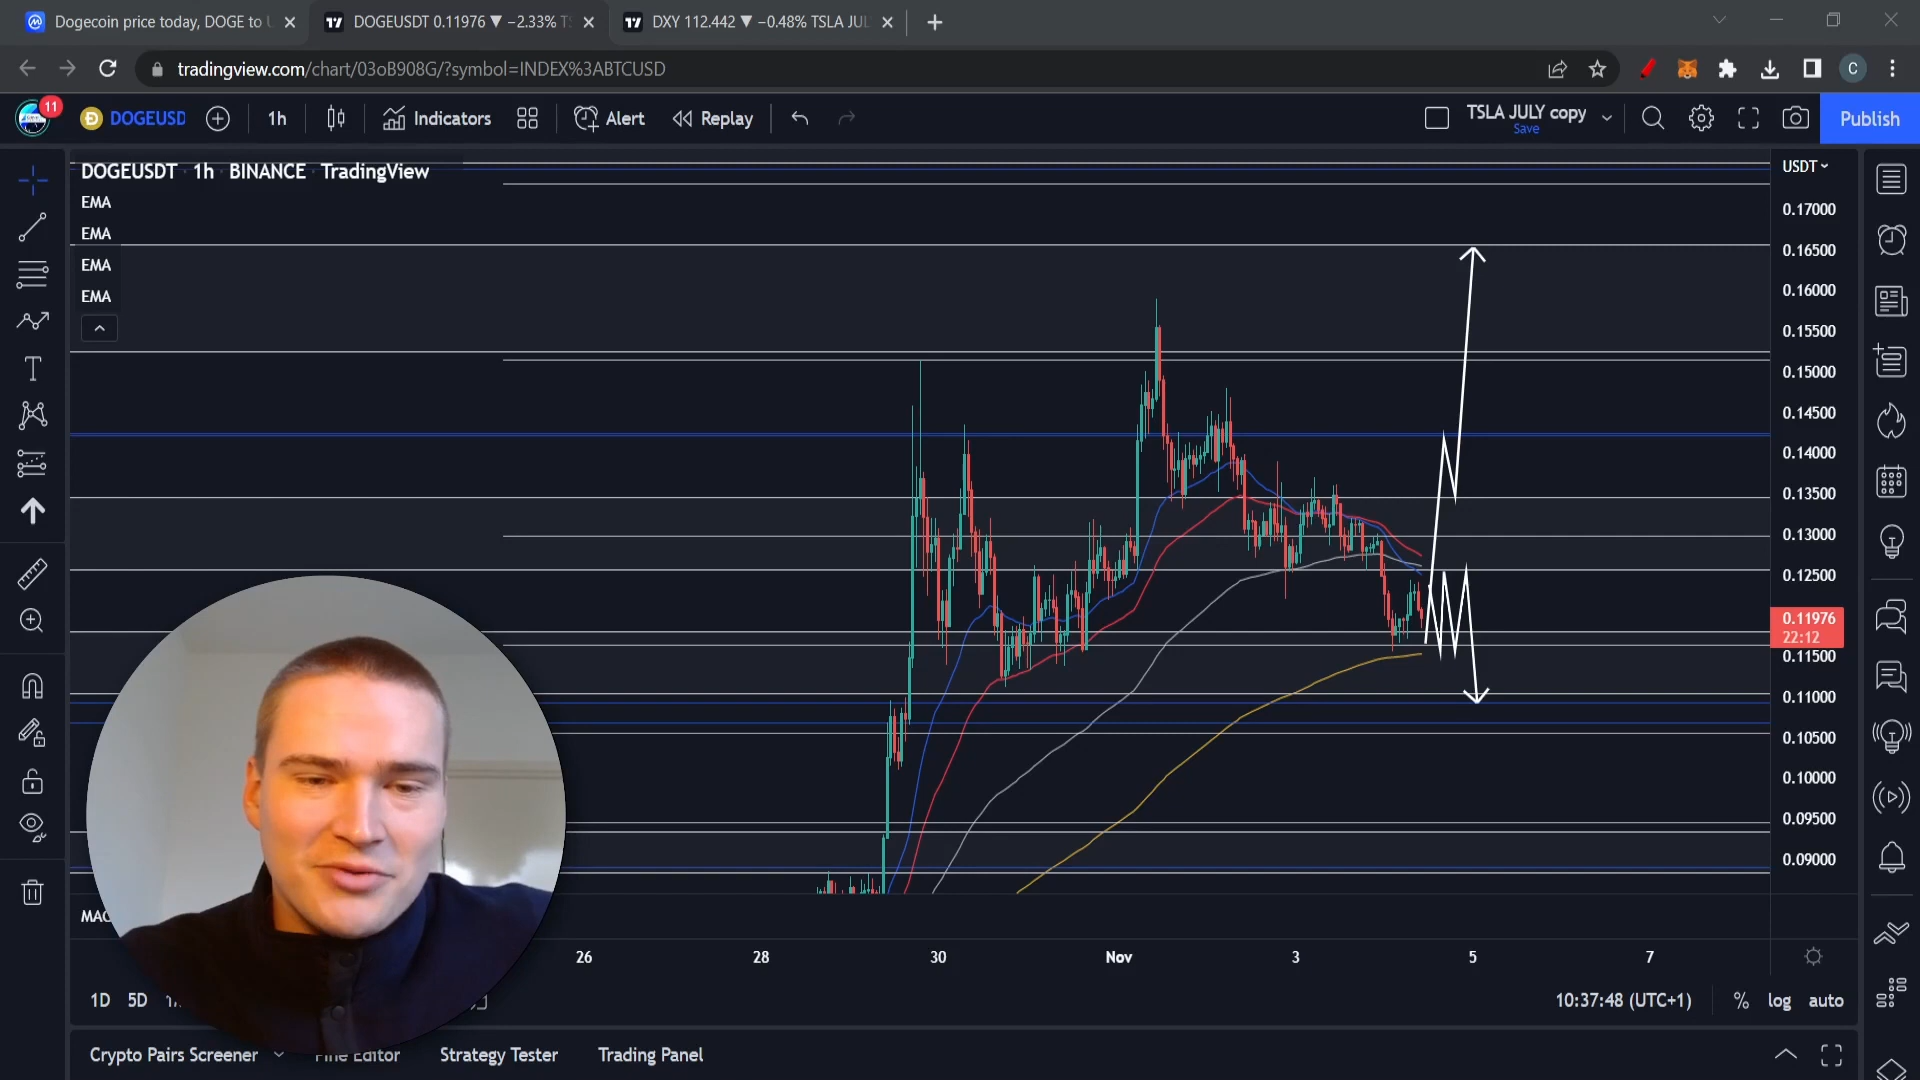 Dogecoin price today, DOGE to U
DOGEUSDT 0.11976 ▼ −2.33% TS
DXY 112.442 ▼ −0.48% TSLA JUL
tradingview.com/chart/03oB908G/?symbol=INDEX%3ABTCUSD
C
11
DOGEUSD
1h
Indicators
Alert
Replay
TSLA JULY copy
Save
Publish
DOGEUSDT · 1h · BINANCE · TradingView
USDT
EMA
EMA
EMA
EMA
0.17000
0.16500
0.16000
0.15500
0.15000
0.14500
0.14000
0.13500
0.13000
0.12500
0.11976
22:12
0.11500
0.11000
0.10500
0.10000
0.09500
0.09000
26
28
30
Nov
3
5
7
1D
5D
10:37:48 (UTC+1)
%
log
auto
Crypto Pairs Screener
Pine Editor
Strategy Tester
Trading Panel